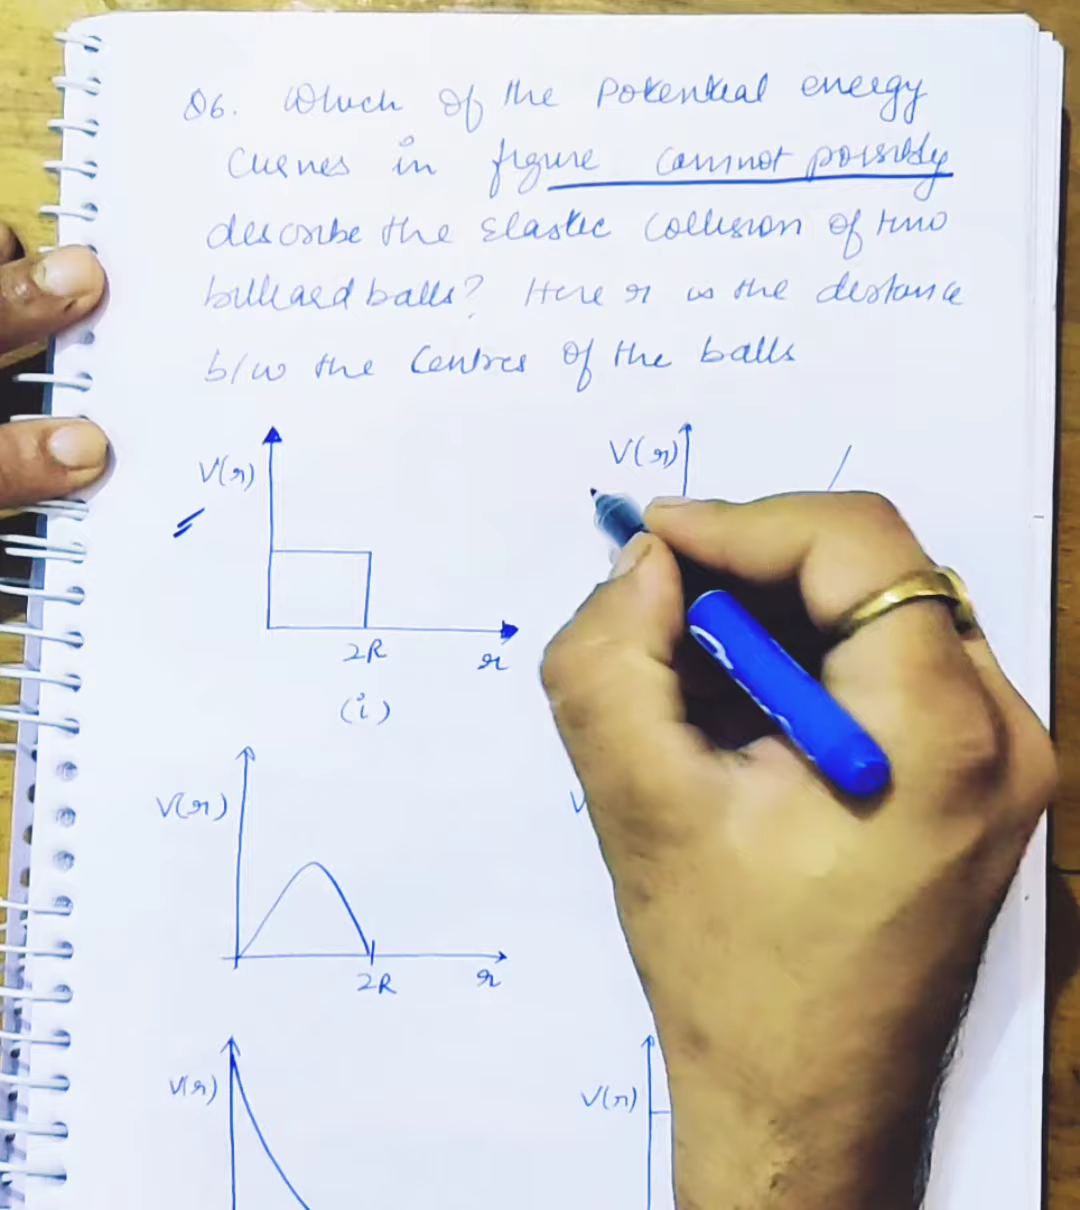 Q6. Which of the Potential energy
Curves in figure cannot possibly
describe the elastic collision of two
billiard balls? Here r is the distance
b/w the Centres of the balls
V(r)
V(r)
2R
r
(i)
V(r)
V
2R
r
V(r)
V(r)